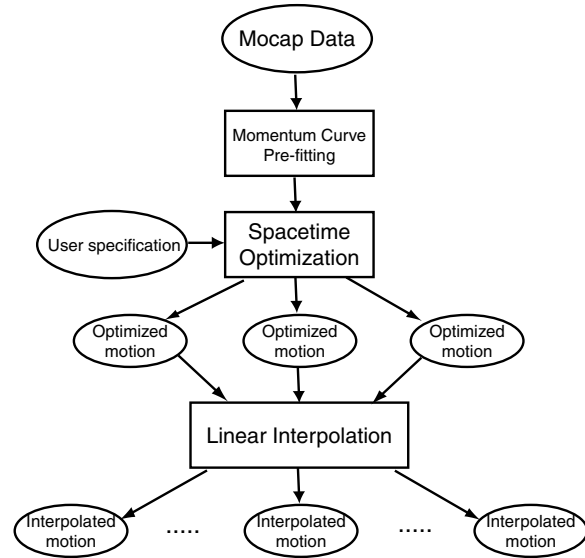 Mocap Data
Momentum Curve
Pre-fitting
User specification
Spacetime
Optimization
Optimized
motion
Optimized
motion
Optimized
motion
Linear Interpolation
Interpolated
motion
.....
Interpolated
motion
.....
Interpolated
motion